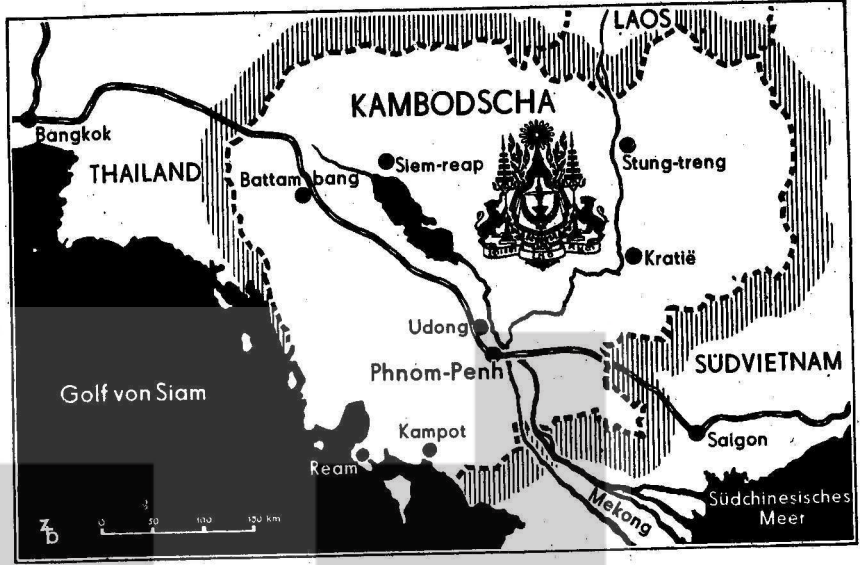 LAOS
KAMBODSCHA
Bangkok
THAILAND
Siem-reap
Stung-treng
Battambang
Kratië
Udong
Phnom-Penh
SÜDVIETNAM
Golf von Siam
Kampot
Saigon
Ream
Mekong
Südchinesisches
Meer
zb
0 50 100 150 km